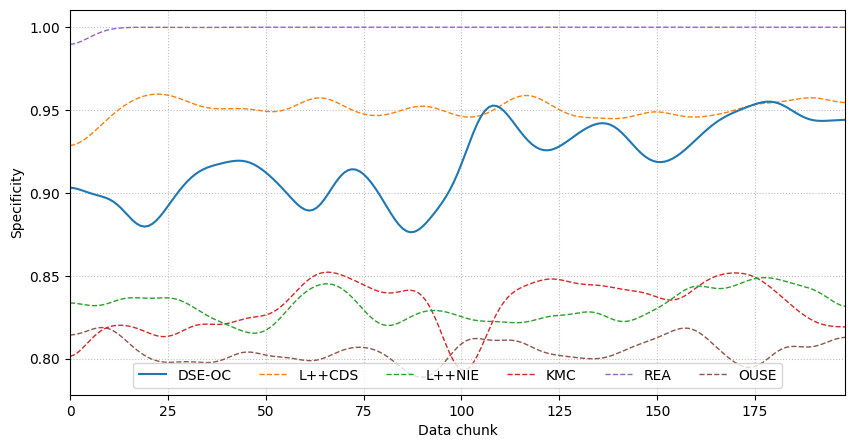 1.00
0.95
0.90
0.85
0.80
Specificity
DSE-OC L++CDS L++NIE KMC REA OUSE
0 25 50 75 100 125 150 175
Data chunk